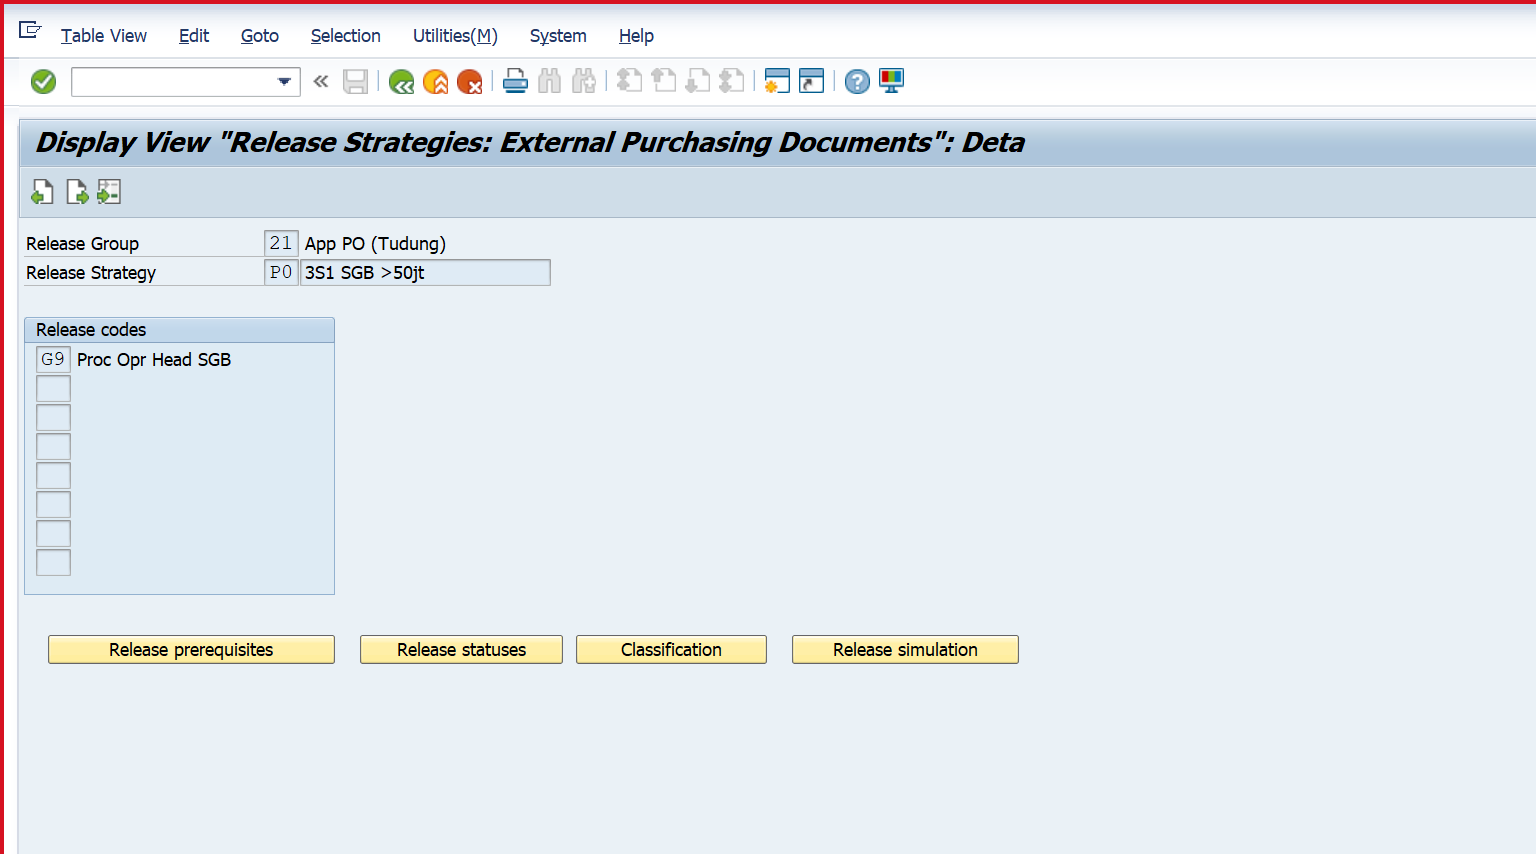 Table View Edit Goto Selection Utilities(M) System Help
Display View "Release Strategies: External Purchasing Documents": Deta
Release Group 21 App PO (Tudung)
Release Strategy P0 3S1 SGB >50jt
Release codes
G9 Proc Opr Head SGB
Release prerequisites Release statuses Classification Release simulation